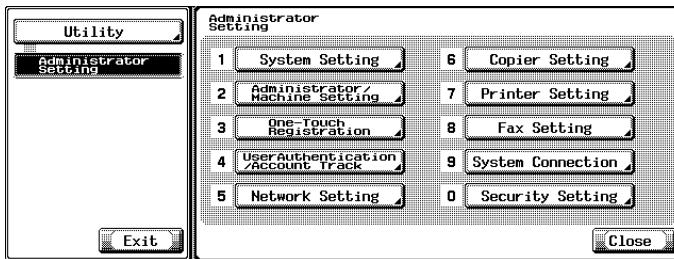 Utility
Administrator
Setting
Exit
Administrator
Setting
1 System Setting
2 Administrator/
Machine Setting
3 One-Touch
Registration
4 UserAuthentication
/Account Track
5 Network Setting
6 Copier Setting
7 Printer Setting
8 Fax Setting
9 System Connection
0 Security Setting
Close